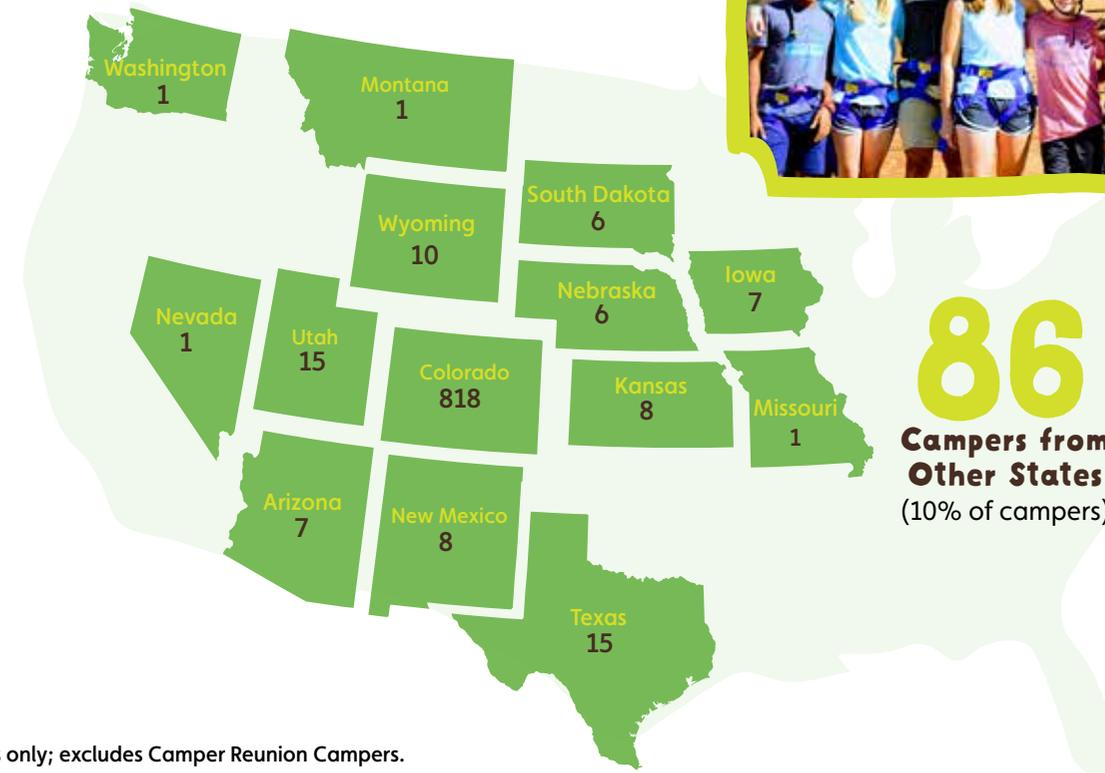 Washington
1
Montana
1
South Dakota
6
Wyoming
10
Iowa
7
Nebraska
6
Nevada
1
Utah
15
Colorado
818
Kansas
8
Missouri
1
86
Campers from
Other States
(10% of campers)
Arizona
7
New Mexico
8
Texas
15
only; excludes Camper Reunion Campers.